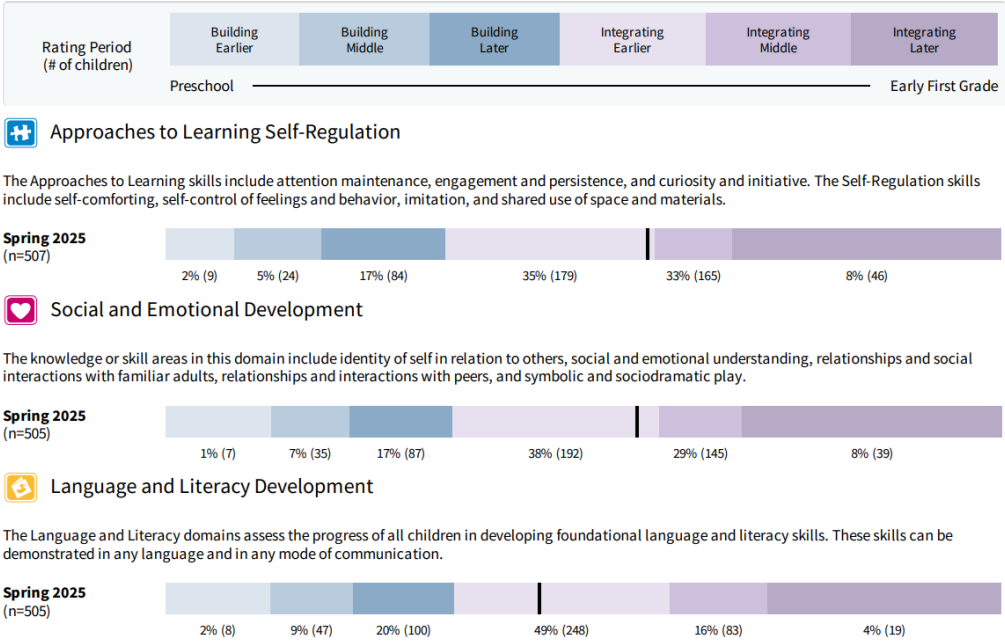 Rating Period
(# of children)
Building
Earlier
Building
Middle
Building
Later
Integrating
Earlier
Integrating
Middle
Integrating
Later
Preschool
Early First Grade
Approaches to Learning Self-Regulation
The Approaches to Learning skills include attention maintenance, engagement and persistence, and curiosity and initiative. The Self-Regulation skills
include self-comforting, self-control of feelings and behavior, imitation, and shared use of space and materials.
Spring 2025
(n=507)
2% (9) 5% (24) 17% (84) 35% (179) 33% (165) 8% (46)
Social and Emotional Development
The knowledge or skill areas in this domain include identity of self in relation to others, social and emotional understanding, relationships and social
interactions with familiar adults, relationships and interactions with peers, and symbolic and sociodramatic play.
Spring 2025
(n=505)
1% (7) 7% (35) 17% (87) 38% (192) 29% (145) 8% (39)
Language and Literacy Development
The Language and Literacy domains assess the progress of all children in developing foundational language and literacy skills. These skills can be
demonstrated in any language and in any mode of communication.
Spring 2025
(n=505)
2% (8) 9% (47) 20% (100) 49% (248) 16% (83) 4% (19)